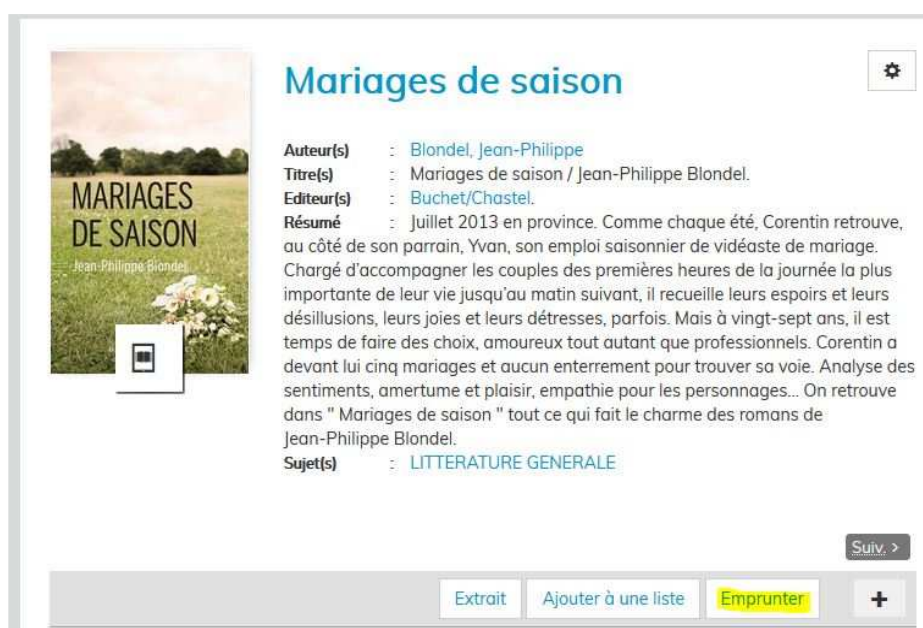 MARIAGES
DE SAISON
Jean-Philippe Blondel
Mariages de saison
Auteur(s) : Blondel, Jean-Philippe
Titre(s) : Mariages de saison / Jean-Philippe Blondel.
Editeur(s) : Buchet/Chastel.
Résumé : Juillet 2013 en province. Comme chaque été, Corentin retrouve,
au côté de son parrain, Yvan, son emploi saisonnier de vidéaste de mariage.
Chargé d'accompagner les couples des premières heures de la journée la plus
importante de leur vie jusqu'au matin suivant, il recueille leurs espoirs et leurs
désillusions, leurs joies et leurs détresses, parfois. Mais à vingt-sept ans, il est
temps de faire des choix, amoureux tout autant que professionnels. Corentin a
devant lui cinq mariages et aucun enterrement pour trouver sa voie. Analyse des
sentiments, amertume et plaisir, empathie pour les personnages... On retrouve
dans " Mariages de saison " tout ce qui fait le charme des romans de
Jean-Philippe Blondel.
Sujet(s) : LITTERATURE GENERALE
Suiv. >
Extrait Ajouter à une liste Emprunter +